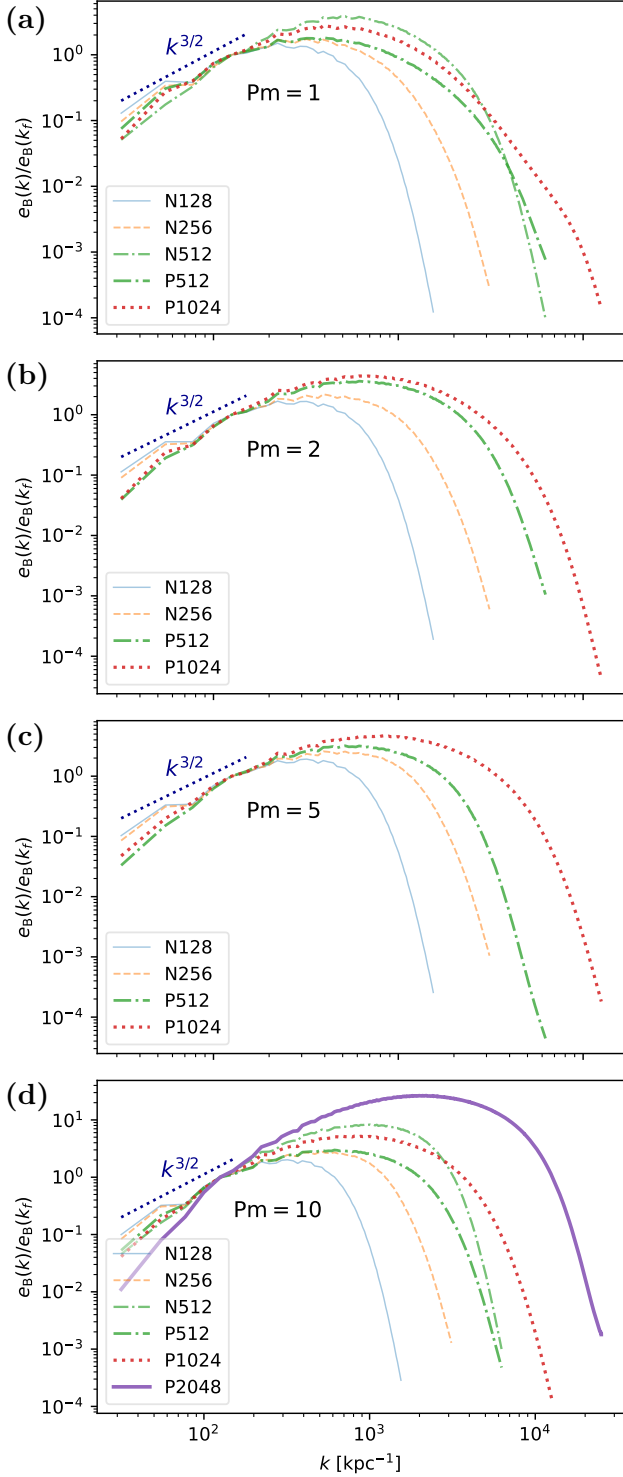 (a)
k^{3/2}
Pm = 1
10^0
10^{-1}
10^{-2}
10^{-3}
10^{-4}
e_B(k)/e_B(k_f)
N128
N256
N512
P512
P1024
(b)
k^{3/2}
Pm = 2
10^0
10^{-1}
10^{-2}
10^{-3}
10^{-4}
e_B(k)/e_B(k_f)
N128
N256
P512
P1024
(c)
k^{3/2}
Pm = 5
10^0
10^{-1}
10^{-2}
10^{-3}
10^{-4}
e_B(k)/e_B(k_f)
N128
N256
P512
P1024
(d)
k^{3/2}
Pm = 10
10^1
10^0
10^{-1}
10^{-2}
10^{-3}
10^{-4}
e_B(k)/e_B(k_f)
N128
N256
N512
P512
P1024
P2048
10^2 10^3 10^4
k [kpc^{-1}]